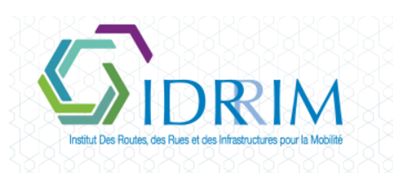 IDRRIM
Institut Des Routes, des Rues et des Infrastructures pour la Mobilité